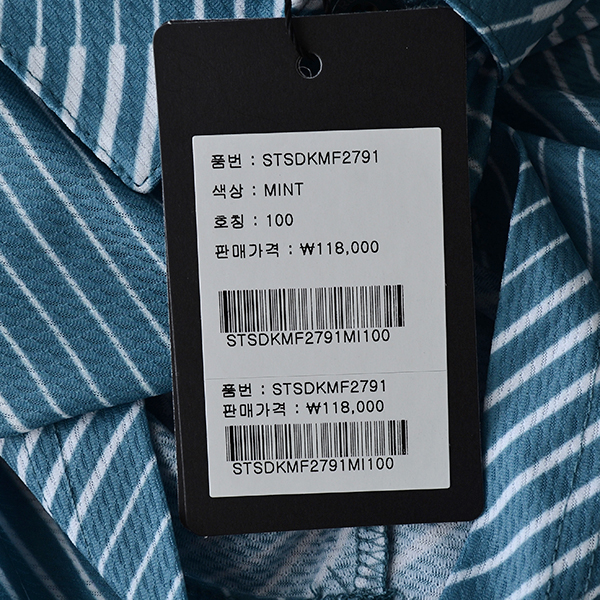 품번 : STSDKMF2791
색상 : MINT
호칭 : 100
판매가격 : ₩118,000
STSDKMF2791MI100
품번 : STSDKMF2791
판매가격 : ₩118,000
STSDKMF2791MI100